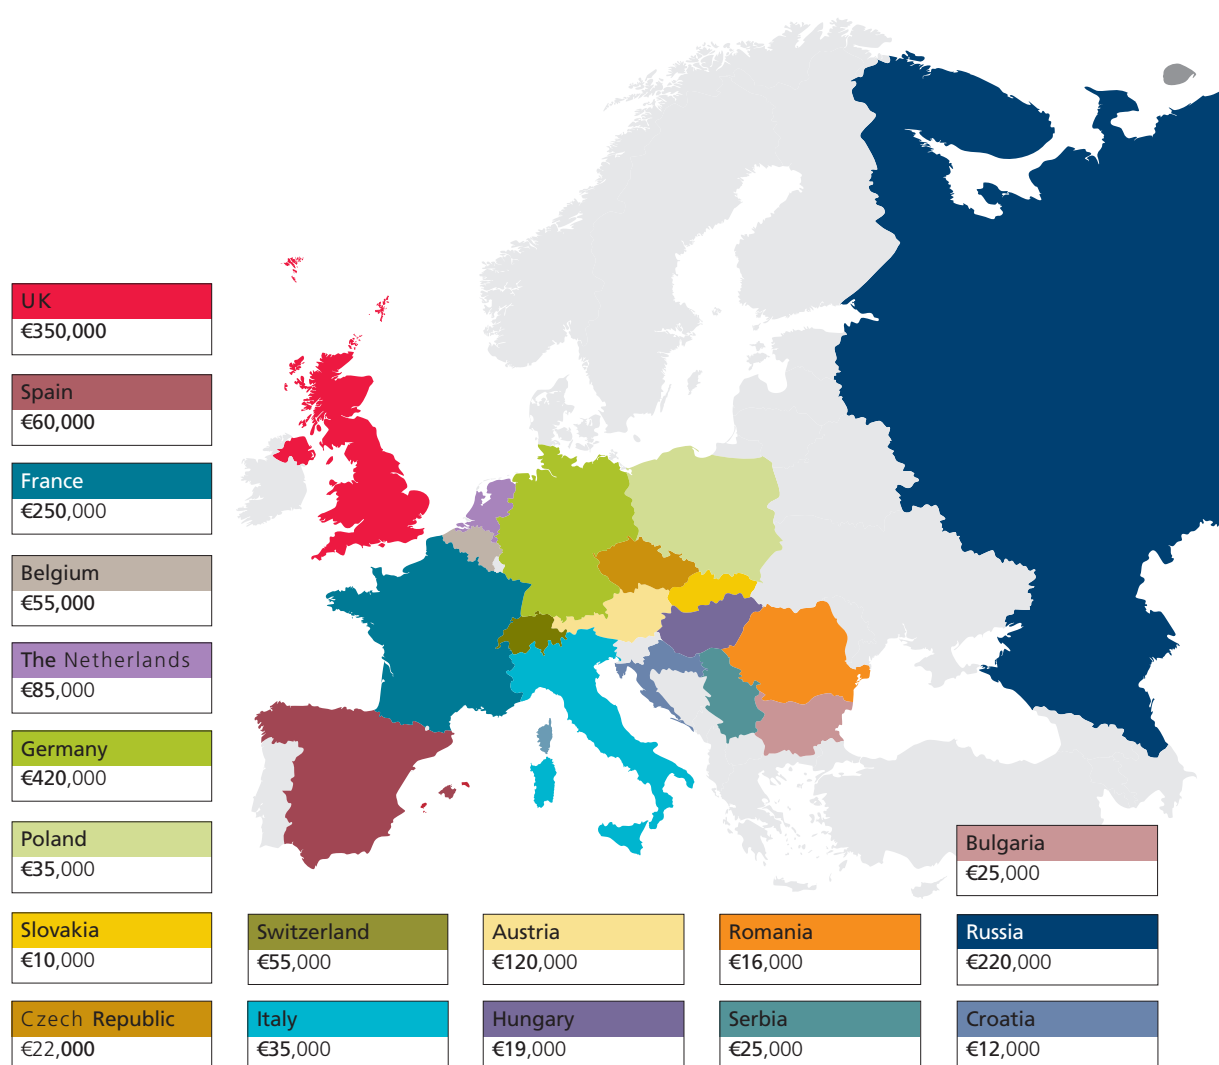 UK
€350,000
Spain
€60,000
France
€250,000
Belgium
€55,000
The Netherlands
€85,000
Germany
€420,000
Poland
€35,000
Slovakia
€10,000
Czech Republic
€22,000
Switzerland
€55,000
Italy
€35,000
Austria
€120,000
Hungary
€19,000
Romania
€16,000
Serbia
€25,000
Bulgaria
€25,000
Russia
€220,000
Croatia
€12,000